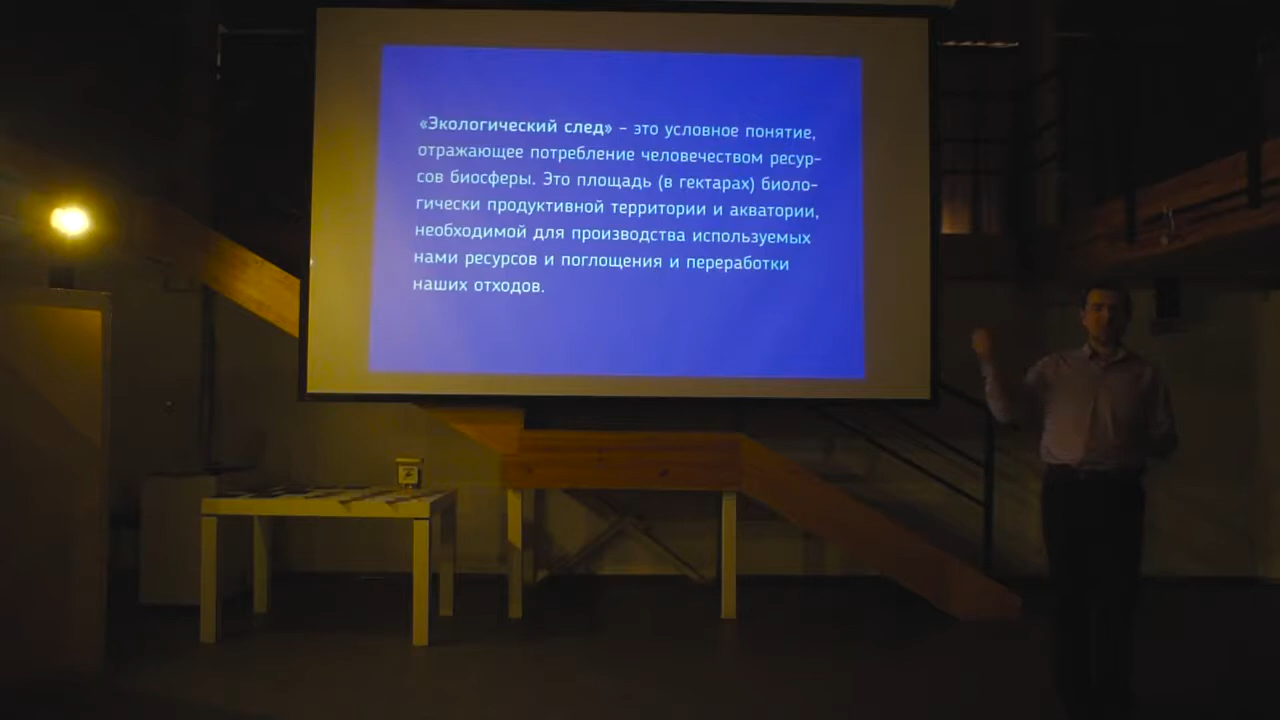 «Экологический след» – это условное понятие,
отражающее потребление человечеством ресур-
сов биосферы. Это площадь (в гектарах) биоло-
гически продуктивной территории и акватории,
необходимой для производства используемых
нами ресурсов и поглощения и переработки
наших отходов.